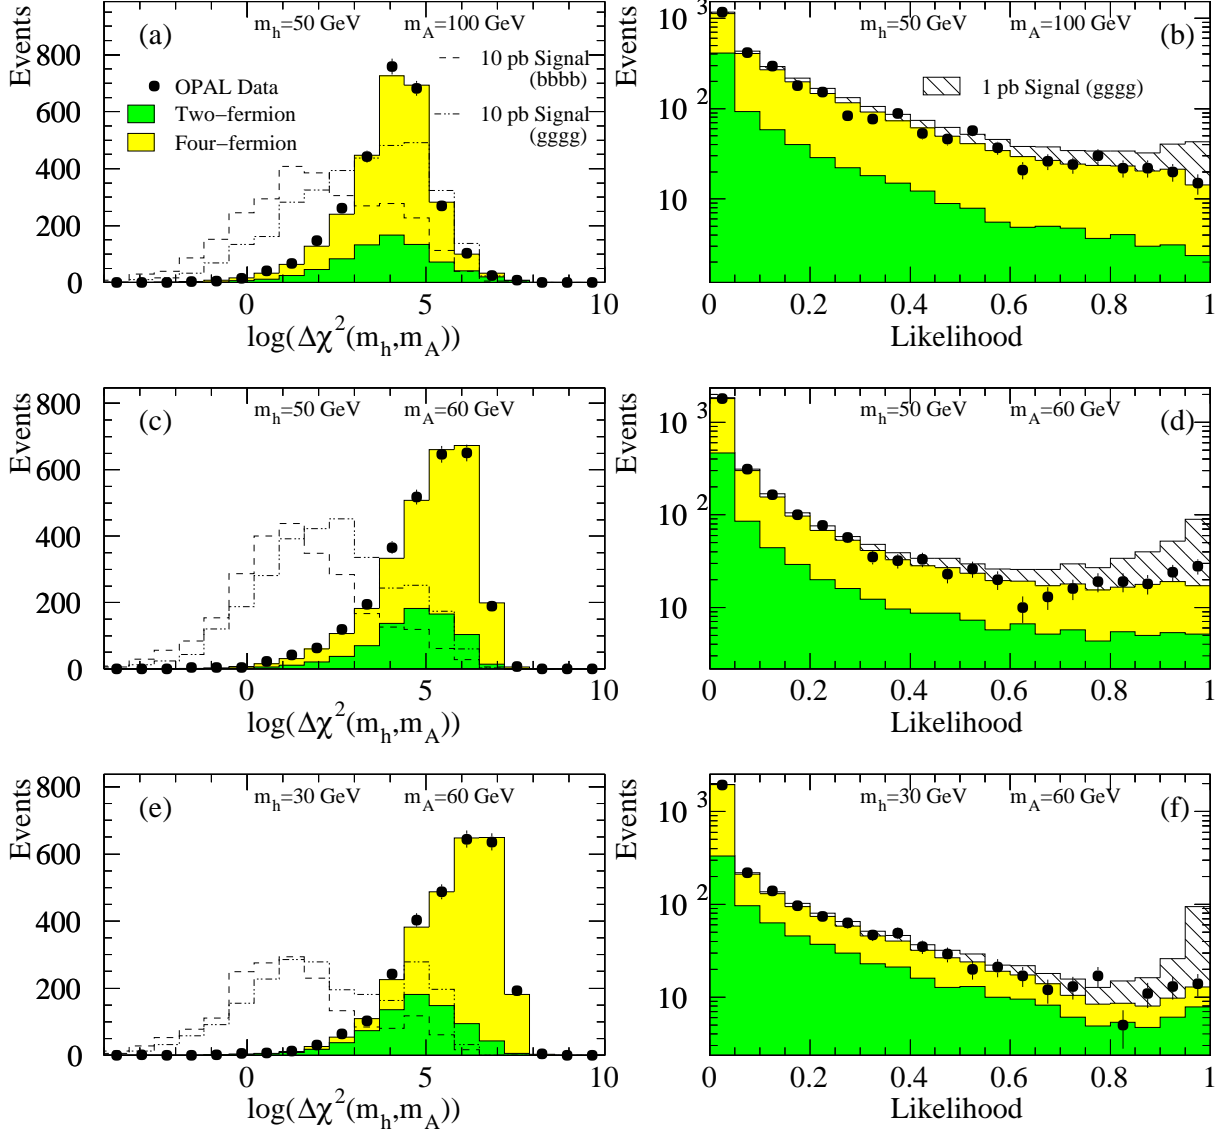 Events
800
600
400
200
0
(a)
m_h=50 GeV m_A=100 GeV
OPAL Data
Two−fermion
Four−fermion
10 pb Signal
(bbbb)
10 pb Signal
(gggg)
0 5 10
log(Δχ²(m_h,m_A))
Events
10³
10²
10
m_h=50 GeV m_A=100 GeV
(b)
1 pb Signal (gggg)
0 0.2 0.4 0.6 0.8 1
Likelihood
Events
800
600
400
200
0
(c)
m_h=50 GeV m_A=60 GeV
0 5 10
log(Δχ²(m_h,m_A))
Events
10³
10²
10
m_h=50 GeV m_A=60 GeV
(d)
0 0.2 0.4 0.6 0.8 1
Likelihood
Events
800
600
400
200
0
(e)
m_h=30 GeV m_A=60 GeV
0 5 10
log(Δχ²(m_h,m_A))
Events
10³
10²
10
m_h=30 GeV m_A=60 GeV
(f)
0 0.2 0.4 0.6 0.8 1
Likelihood